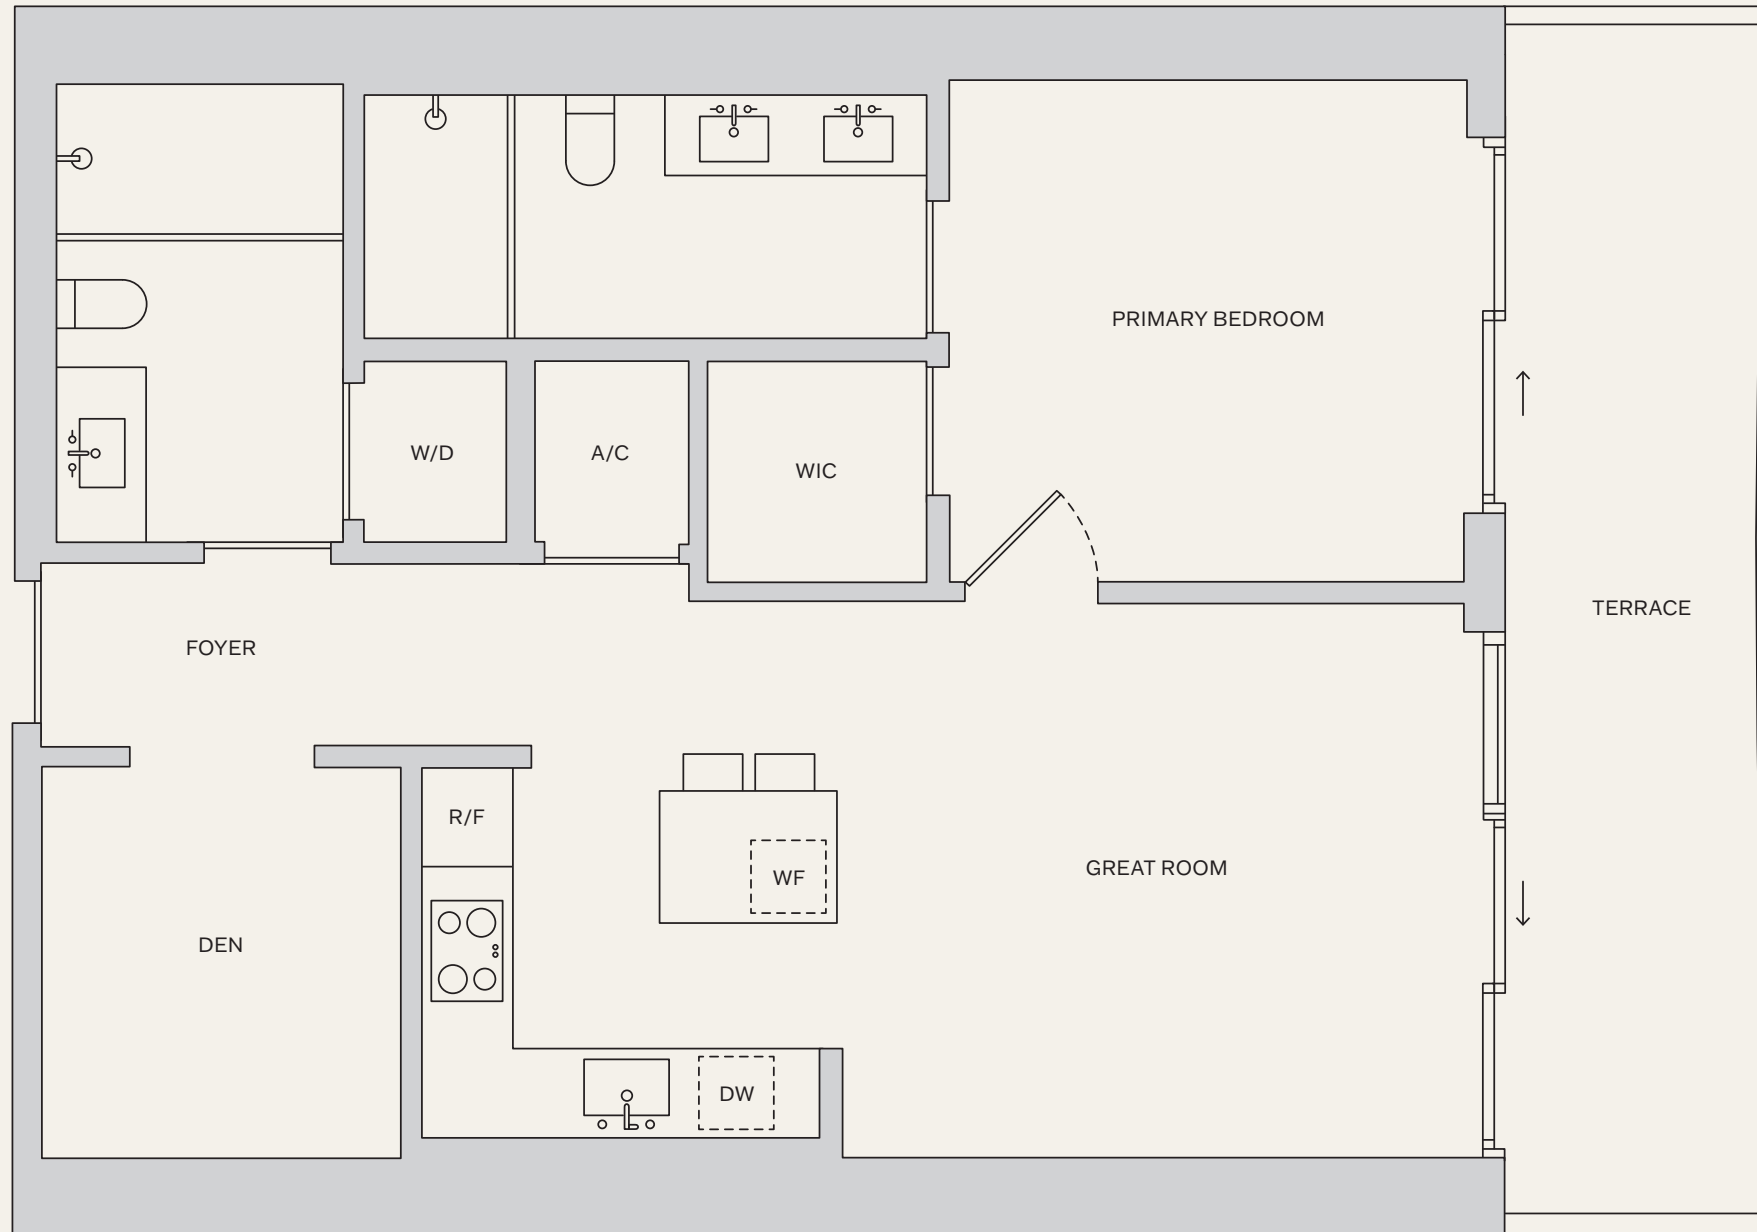 PRIMARY BEDROOM
W/D
A/C
WIC
TERRACE
FOYER
R/F
GREAT ROOM
WF
DEN
DW